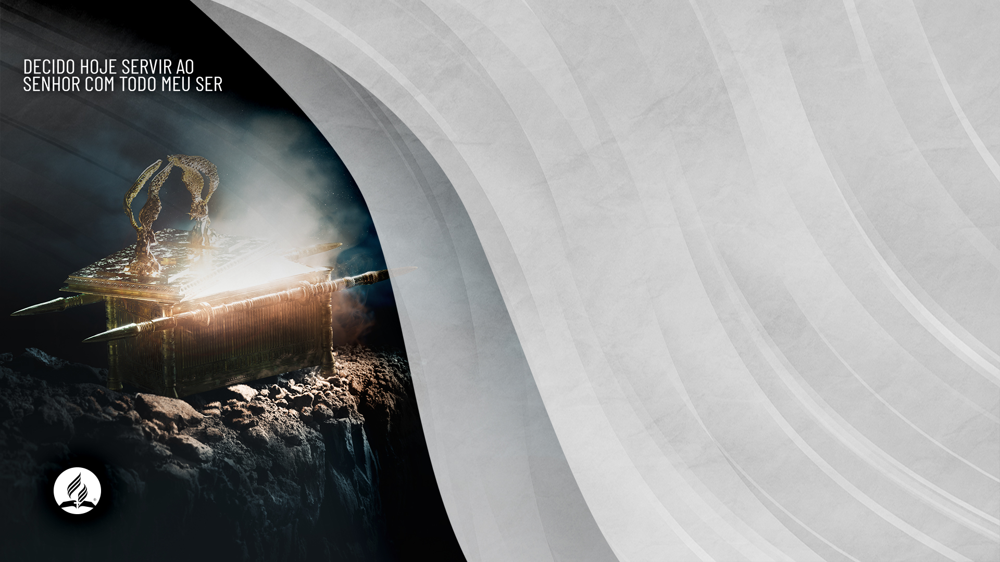 DECIDO HOJE SERVIR AO
SENHOR COM TODO MEU SER
®